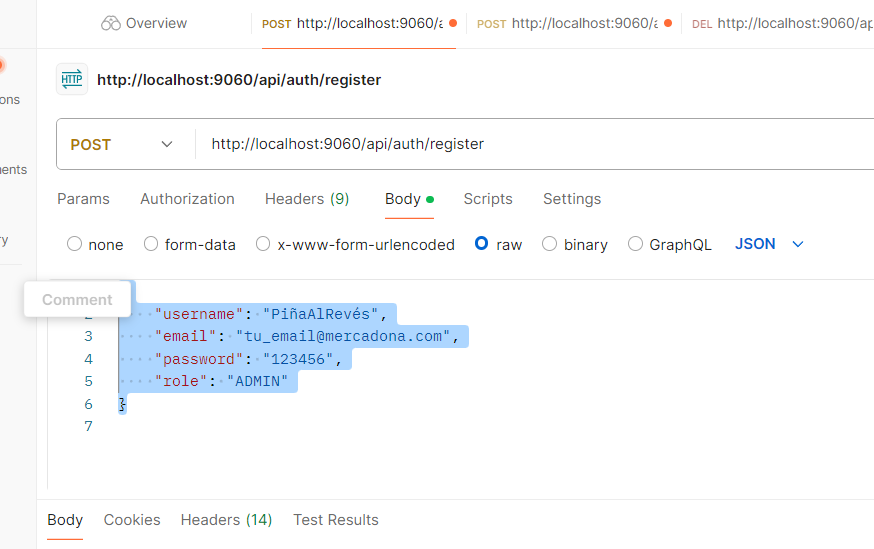 Overview
POST http://localhost:9060/a
POST http://localhost:9060/a
DEL http://localhost:9060/ap
HTTP http://localhost:9060/api/auth/register
ons
POST http://localhost:9060/api/auth/register
ents
Params Authorization Headers (9) Body Scripts Settings
ry
none form-data x-www-form-urlencoded raw binary GraphQL JSON
Comment
2 "username": "PiñaAlRevés",
3 "email": "tu_email@mercadona.com",
4 "password": "123456",
5 "role": "ADMIN"
6 }
7
Body Cookies Headers (14) Test Results